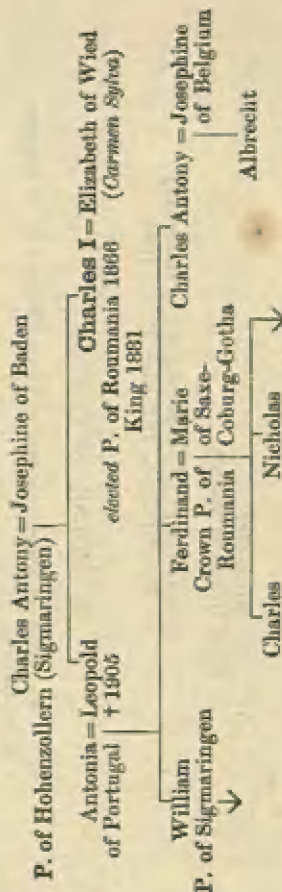 Charles Antony = Josephine of Baden
P. of Hohenzollern (Sigmaringen)
Antonia = Leopold
of Portugal † 1905
Charles I = Elizabeth of Wied
elected P. of Roumania 1866 (Carmen Sylva)
King 1881
William
P. of Sigmaringen
Ferdinand = Marie
Crown P. of of Saxe-
Roumania Coburg-Gotha
Charles Antony = Josephine
of Belgium
Albrecht
Charles Nicholas